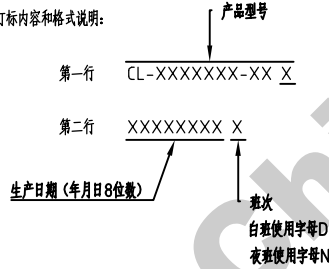 打标内容和格式说明:
产品型号
第一行 CL-XXXXXXX-XX X
第二行 XXXXXXXX X
生产日期（年月日8位数）
班次
白班使用字母D
夜班使用字母N